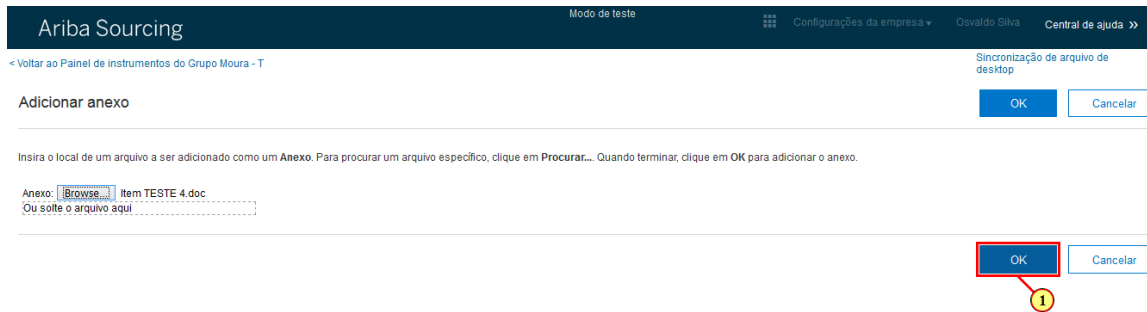 Ariba Sourcing
Modo de teste
Configurações da empresa ▾
Osvaldo Silva
Central de ajuda »
< Voltar ao Painel de instrumentos do Grupo Moura - T
Sincronização de arquivo de
desktop
Adicionar anexo
OK
Cancelar
Insira o local de um arquivo a ser adicionado como um Anexo. Para procurar um arquivo específico, clique em Procurar.... Quando terminar, clique em OK para adicionar o anexo.
Anexo: Browse... Item TESTE 4.doc
Ou solte o arquivo aqui
OK
Cancelar
1